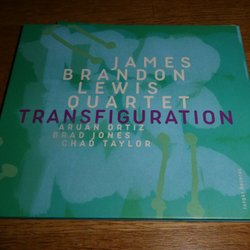 JAMES
BRANDON
LEWIS
QUARTET
TRANSFIGURATION
ARUAN ORTIZ
BRAD JONES
CHAD TAYLOR